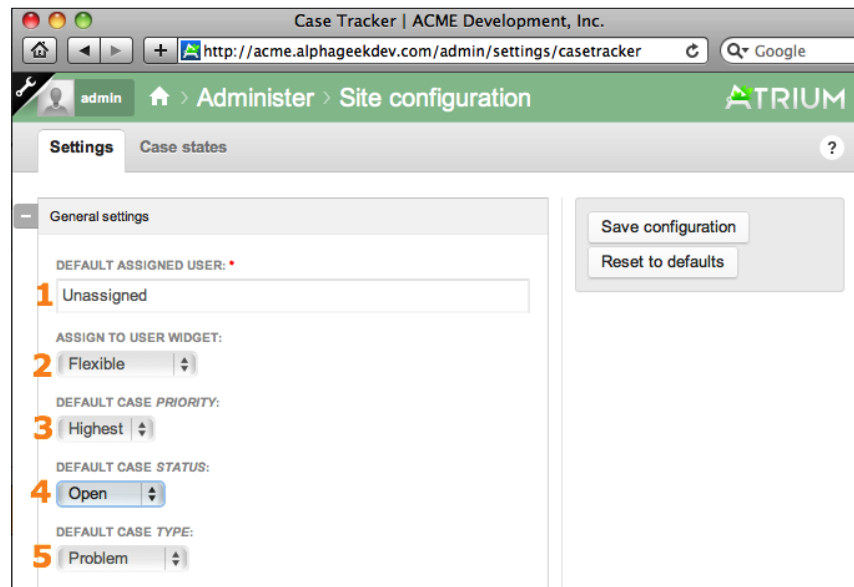 Case Tracker | ACME Development, Inc.
http://acme.alphageekdev.com/admin/settings/casetracker
Google
admin > Administer > Site configuration
ATRIUM
Settings Case states ?
General settings
Save configuration
Reset to defaults
DEFAULT ASSIGNED USER: *
1 Unassigned
ASSIGN TO USER WIDGET:
2 Flexible
DEFAULT CASE PRIORITY:
3 Highest
DEFAULT CASE STATUS:
4 Open
DEFAULT CASE TYPE:
5 Problem